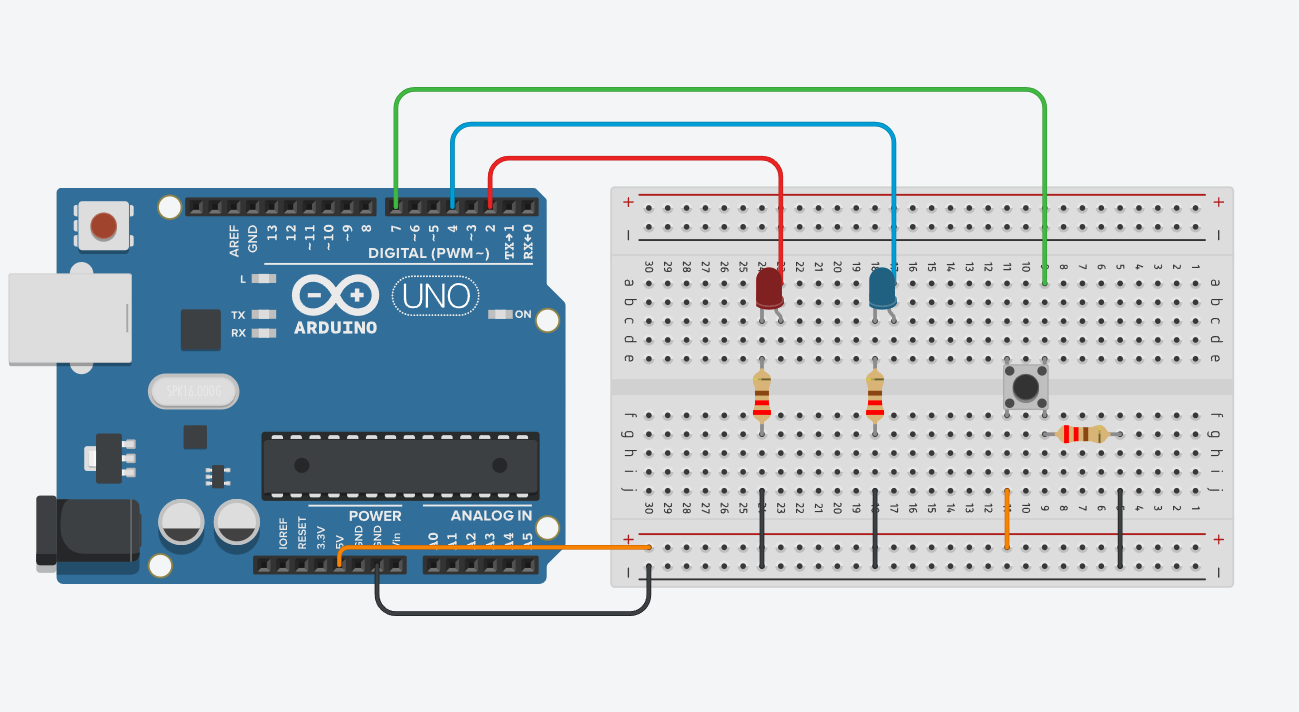 7 ~6 ~5 4 ~3 2 TX→1 RX←0
AREF GND 13 12 ~11 ~10 ~9 8
DIGITAL (PWM~)
L
UNO
TX
RX
ARDUINO
ON
SPK16.000G
POWER
ANALOG IN
IOREF RESET 3.3V 5V GND GND Vin
A0 A1 A2 A3 A4 A5
+ +
− −
30 29 28 27 26 25 24 23 22 21 20 19 18 17 16 15 14 13 12 11 10 9 8 7 6 5 4 3 2 1
a a
b b
c c
d d
e e
f f
g g
h h
i i
j j
30 29 28 27 26 25 24 23 22 21 20 19 18 17 16 15 14 13 12 11 10 9 8 7 6 5 4 3 2 1
+ +
− −